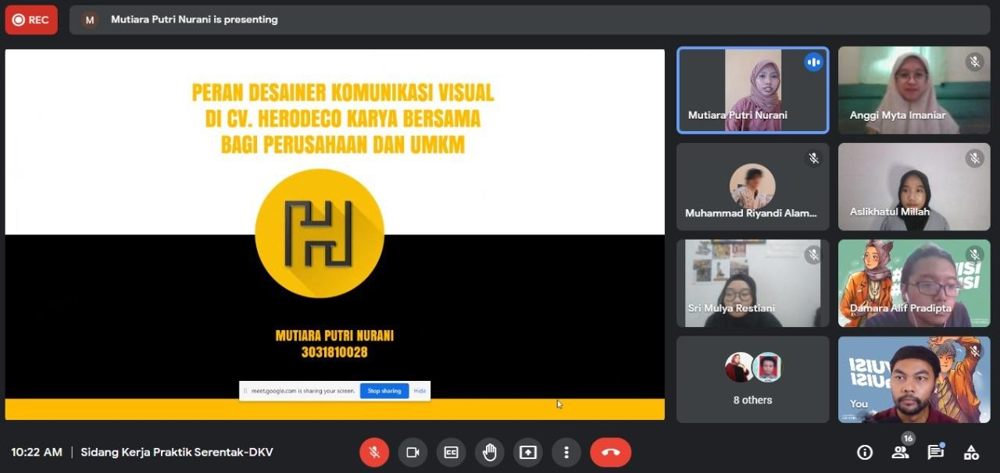 REC
M
Mutiara Putri Nurani is presenting
PERAN DESAINER KOMUNIKASI VISUAL
DI CV. HERODECO KARYA BERSAMA
BAGI PERUSAHAAN DAN UMKM
MUTIARA PUTRI NURANI
3031810028
meet.google.com is sharing your screen.
Stop sharing
Hide
Mutiara Putri Nurani
Anggi Myta Imaniar
Muhammad Riyandi Alam...
Aslikhatul Millah
Sri Mulya Restiani
Damara Alif Pradipta
8 others
You
10:22 AM | Sidang Kerja Praktik Serentak-DKV
CC
16